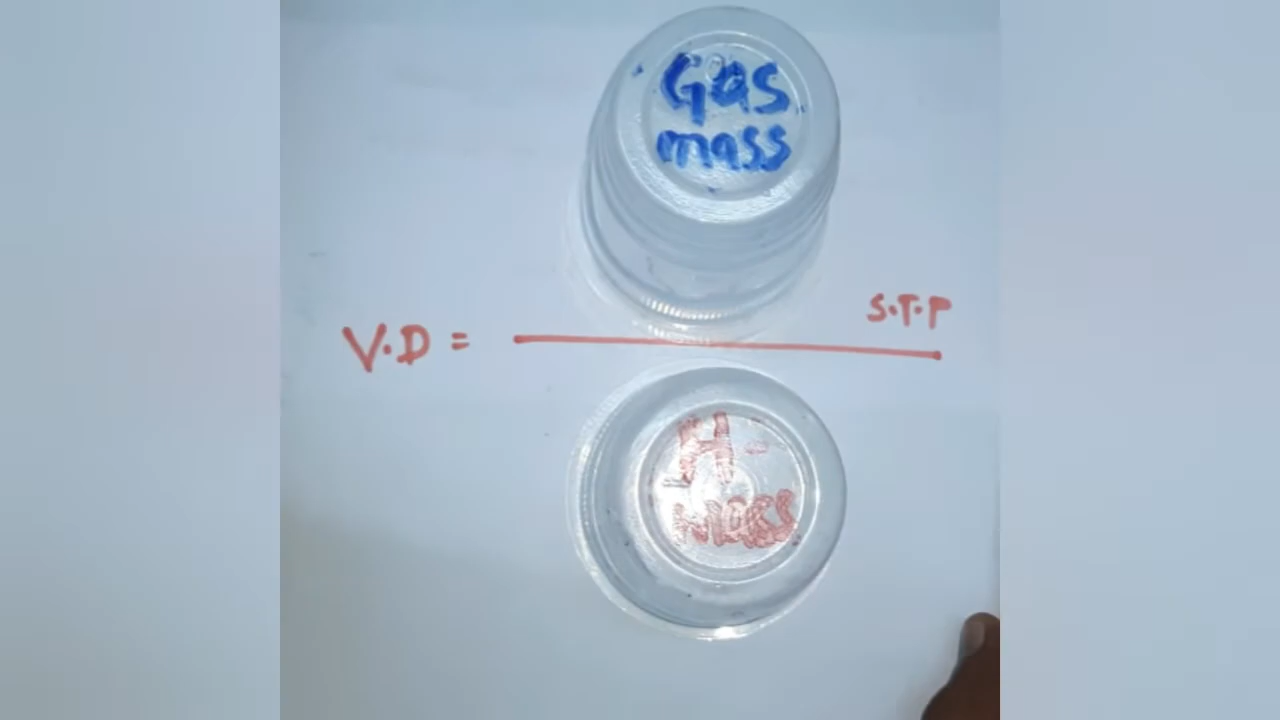 Gas
mass
S.T.P
V.D =
H-
mass